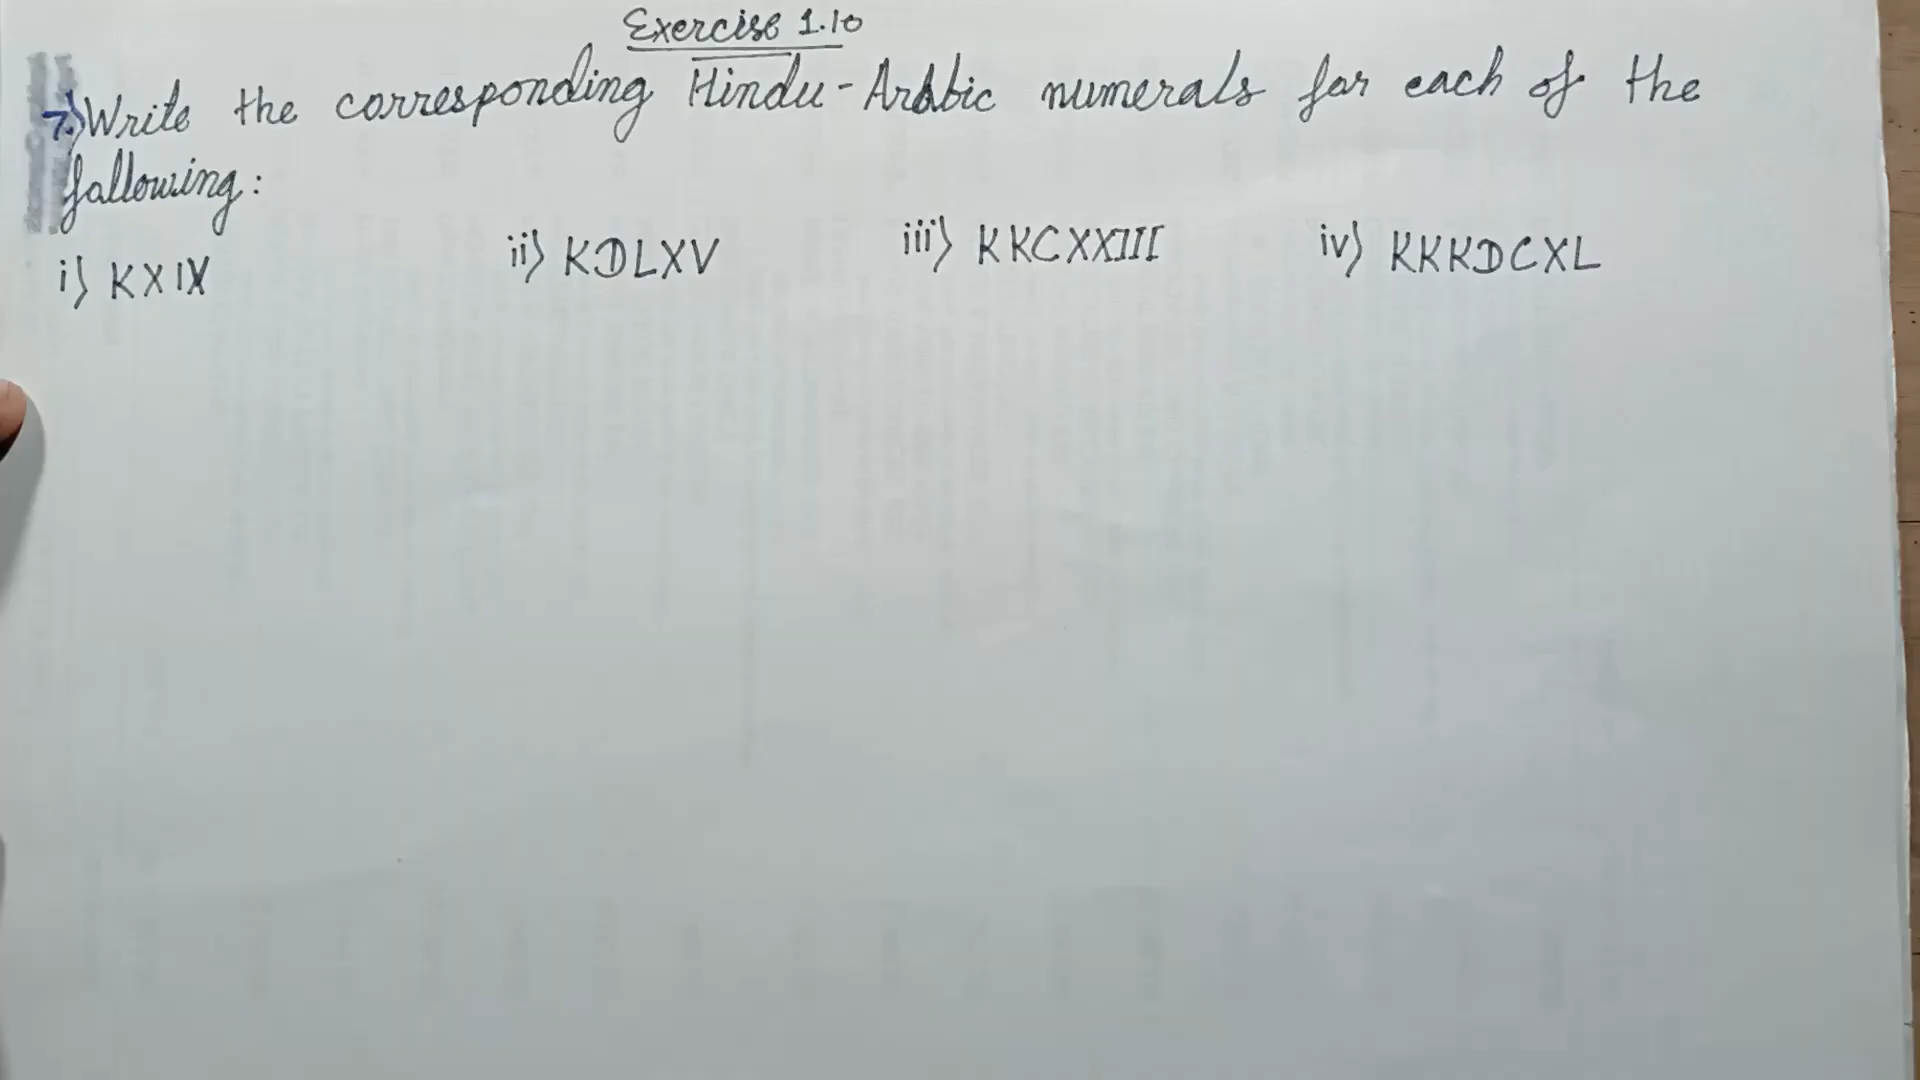 Exercise 1.10
7.) Write the corresponding Hindu-Arabic numerals for each of the
following:
i) KXIX ii) KDLXV iii) KKCXXIII iv) KKKDCXL